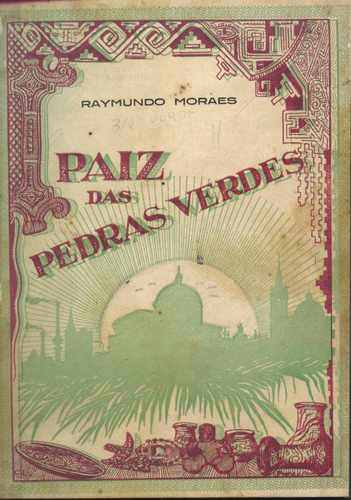 RAYMUNDO MORAES
PAIZ
DAS
PEDRAS VERDES